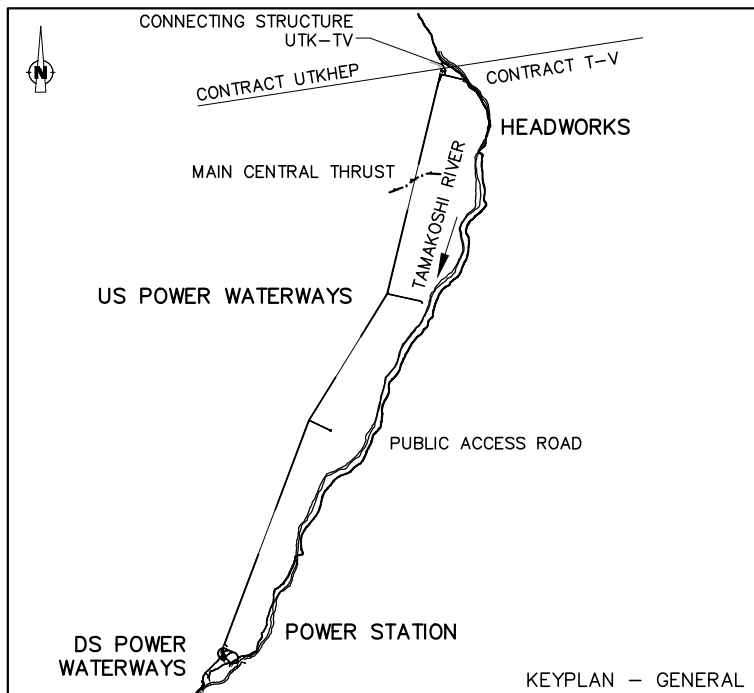 CONNECTING STRUCTURE
UTK-TV
N
CONTRACT UTKHEP
CONTRACT T-V
HEADWORKS
MAIN CENTRAL THRUST
TAMAKOSHI RIVER
US POWER WATERWAYS
PUBLIC ACCESS ROAD
DS POWER
WATERWAYS
POWER STATION
KEYPLAN - GENERAL